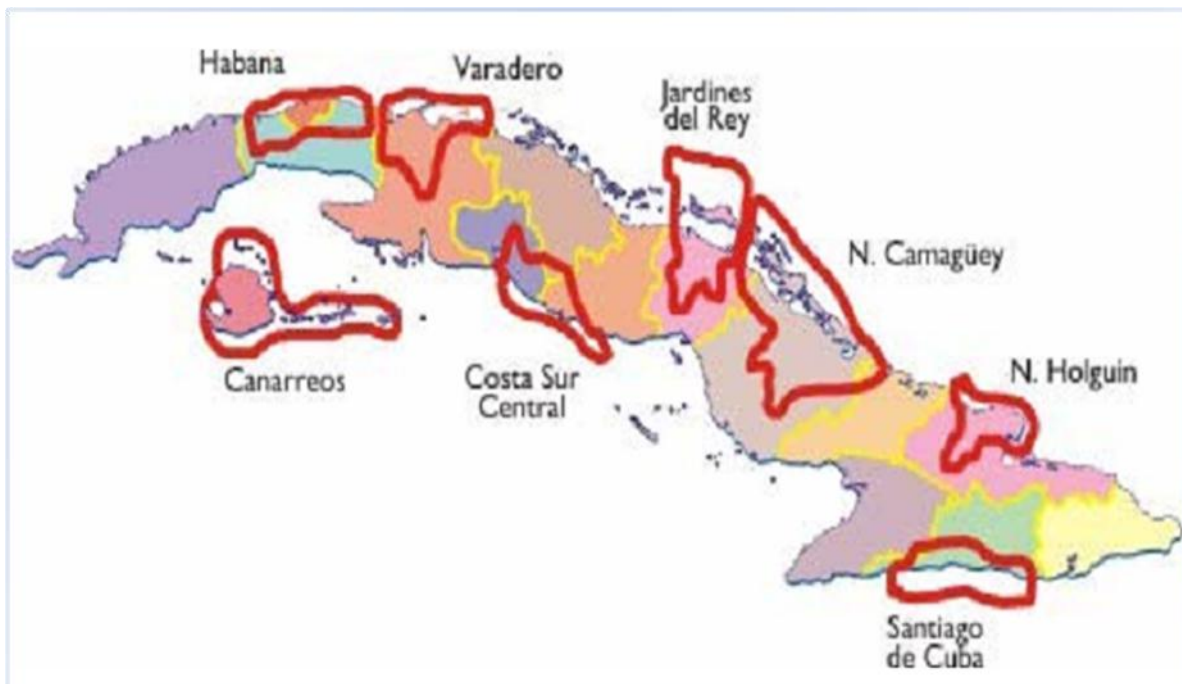 Habana
Varadero
Jardines
del Rey
N. Camagüey
Canarreos
Costa Sur
Central
N. Holguin
Santiago
de Cuba